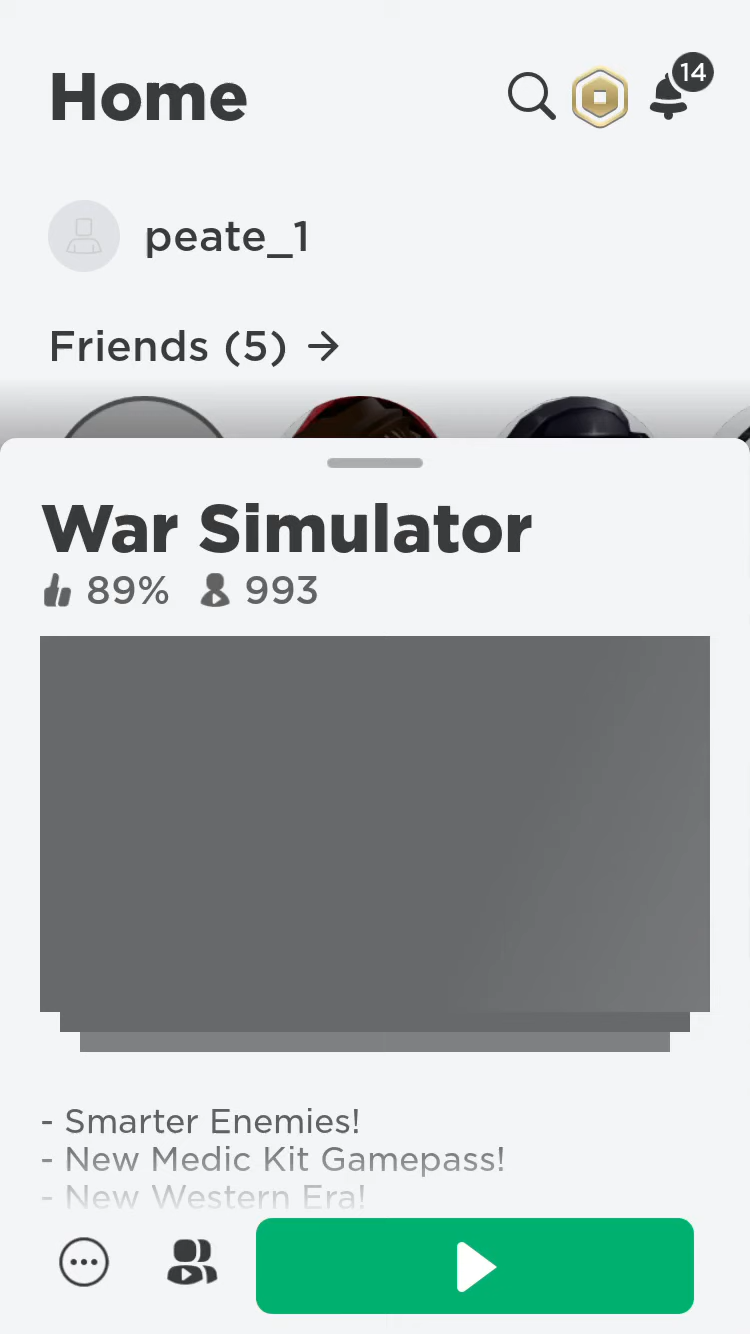 Home
14
peate_1
Friends (5) →
War Simulator
89% 993
- Smarter Enemies!
- New Medic Kit Gamepass!
- New Western Era!